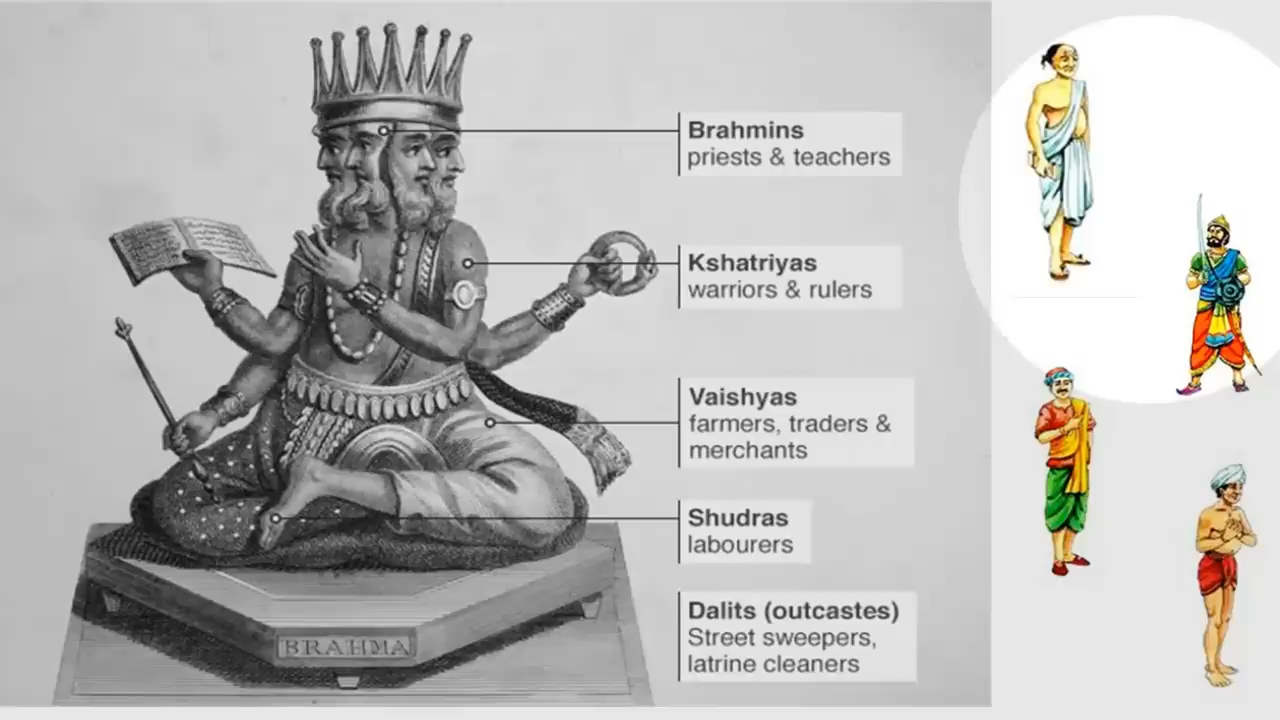 Brahmins
priests & teachers
Kshatriyas
warriors & rulers
Vaishyas
farmers, traders &
merchants
Shudras
labourers
Dalits (outcastes)
Street sweepers,
latrine cleaners
BRAHMA